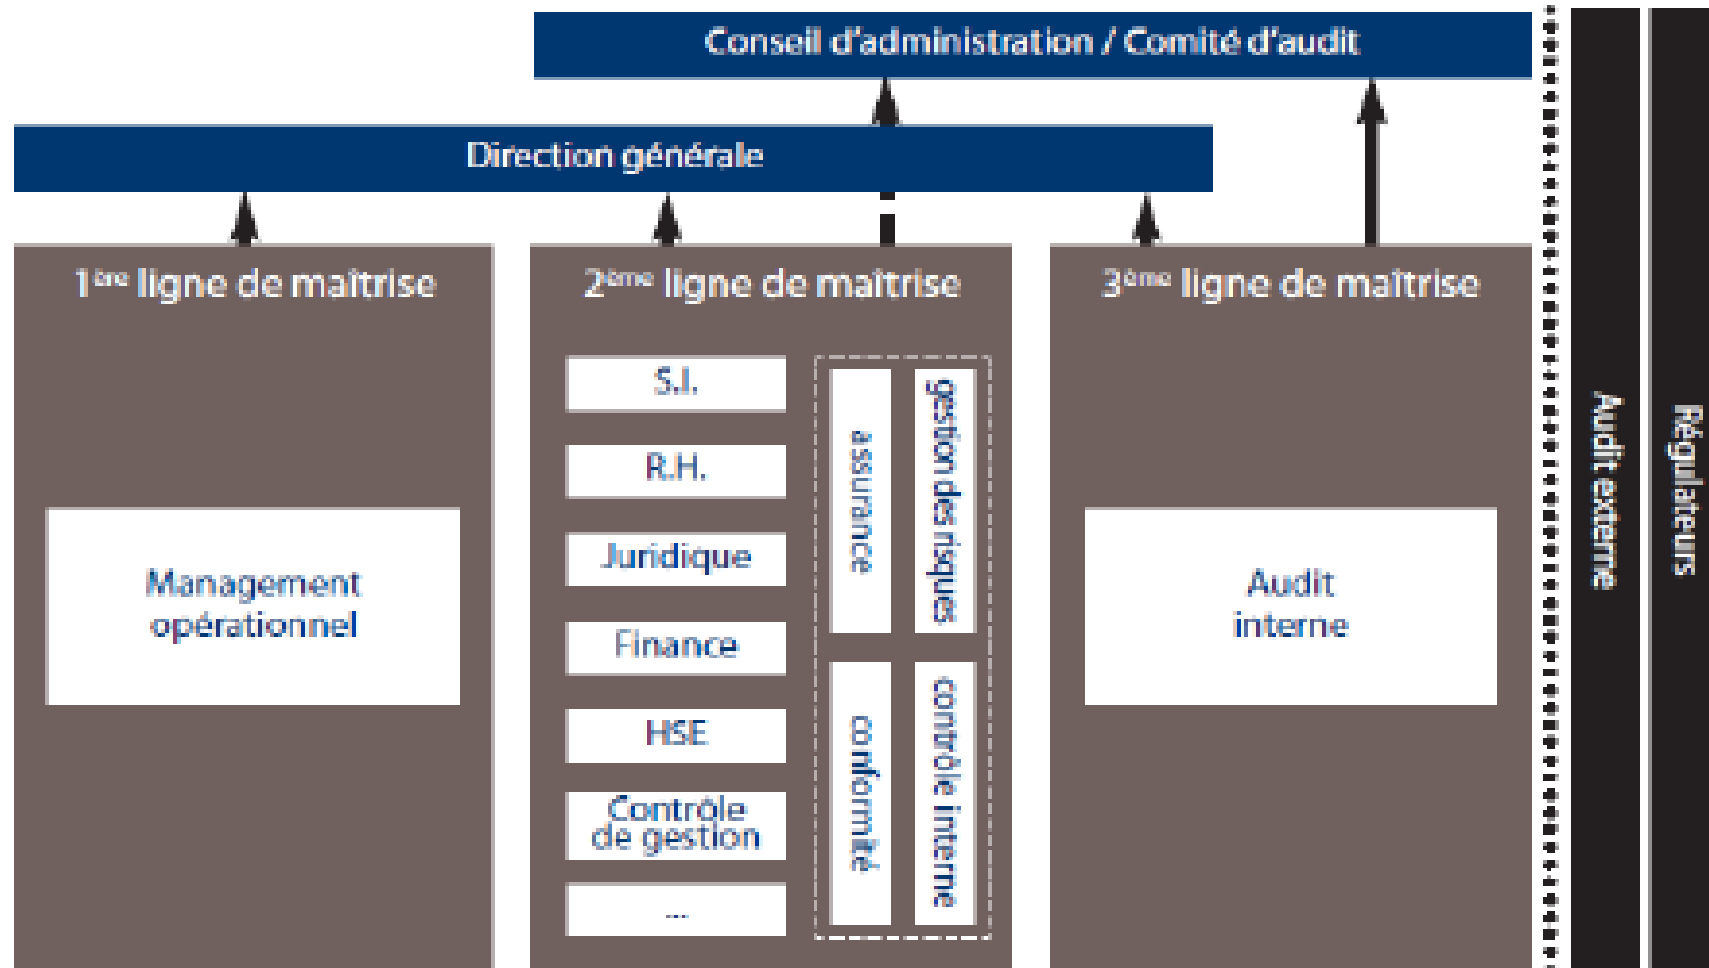 Conseil d'administration / Comité d'audit
Direction générale
1ère ligne de maîtrise
Management
opérationnel
2ème ligne de maîtrise
S.I.
R.H.
Juridique
Finance
HSE
Contrôle
de gestion
...
assurance
gestion des risques
conformité
contrôle interne
3ème ligne de maîtrise
Audit
interne
Audit externe
Régulateurs